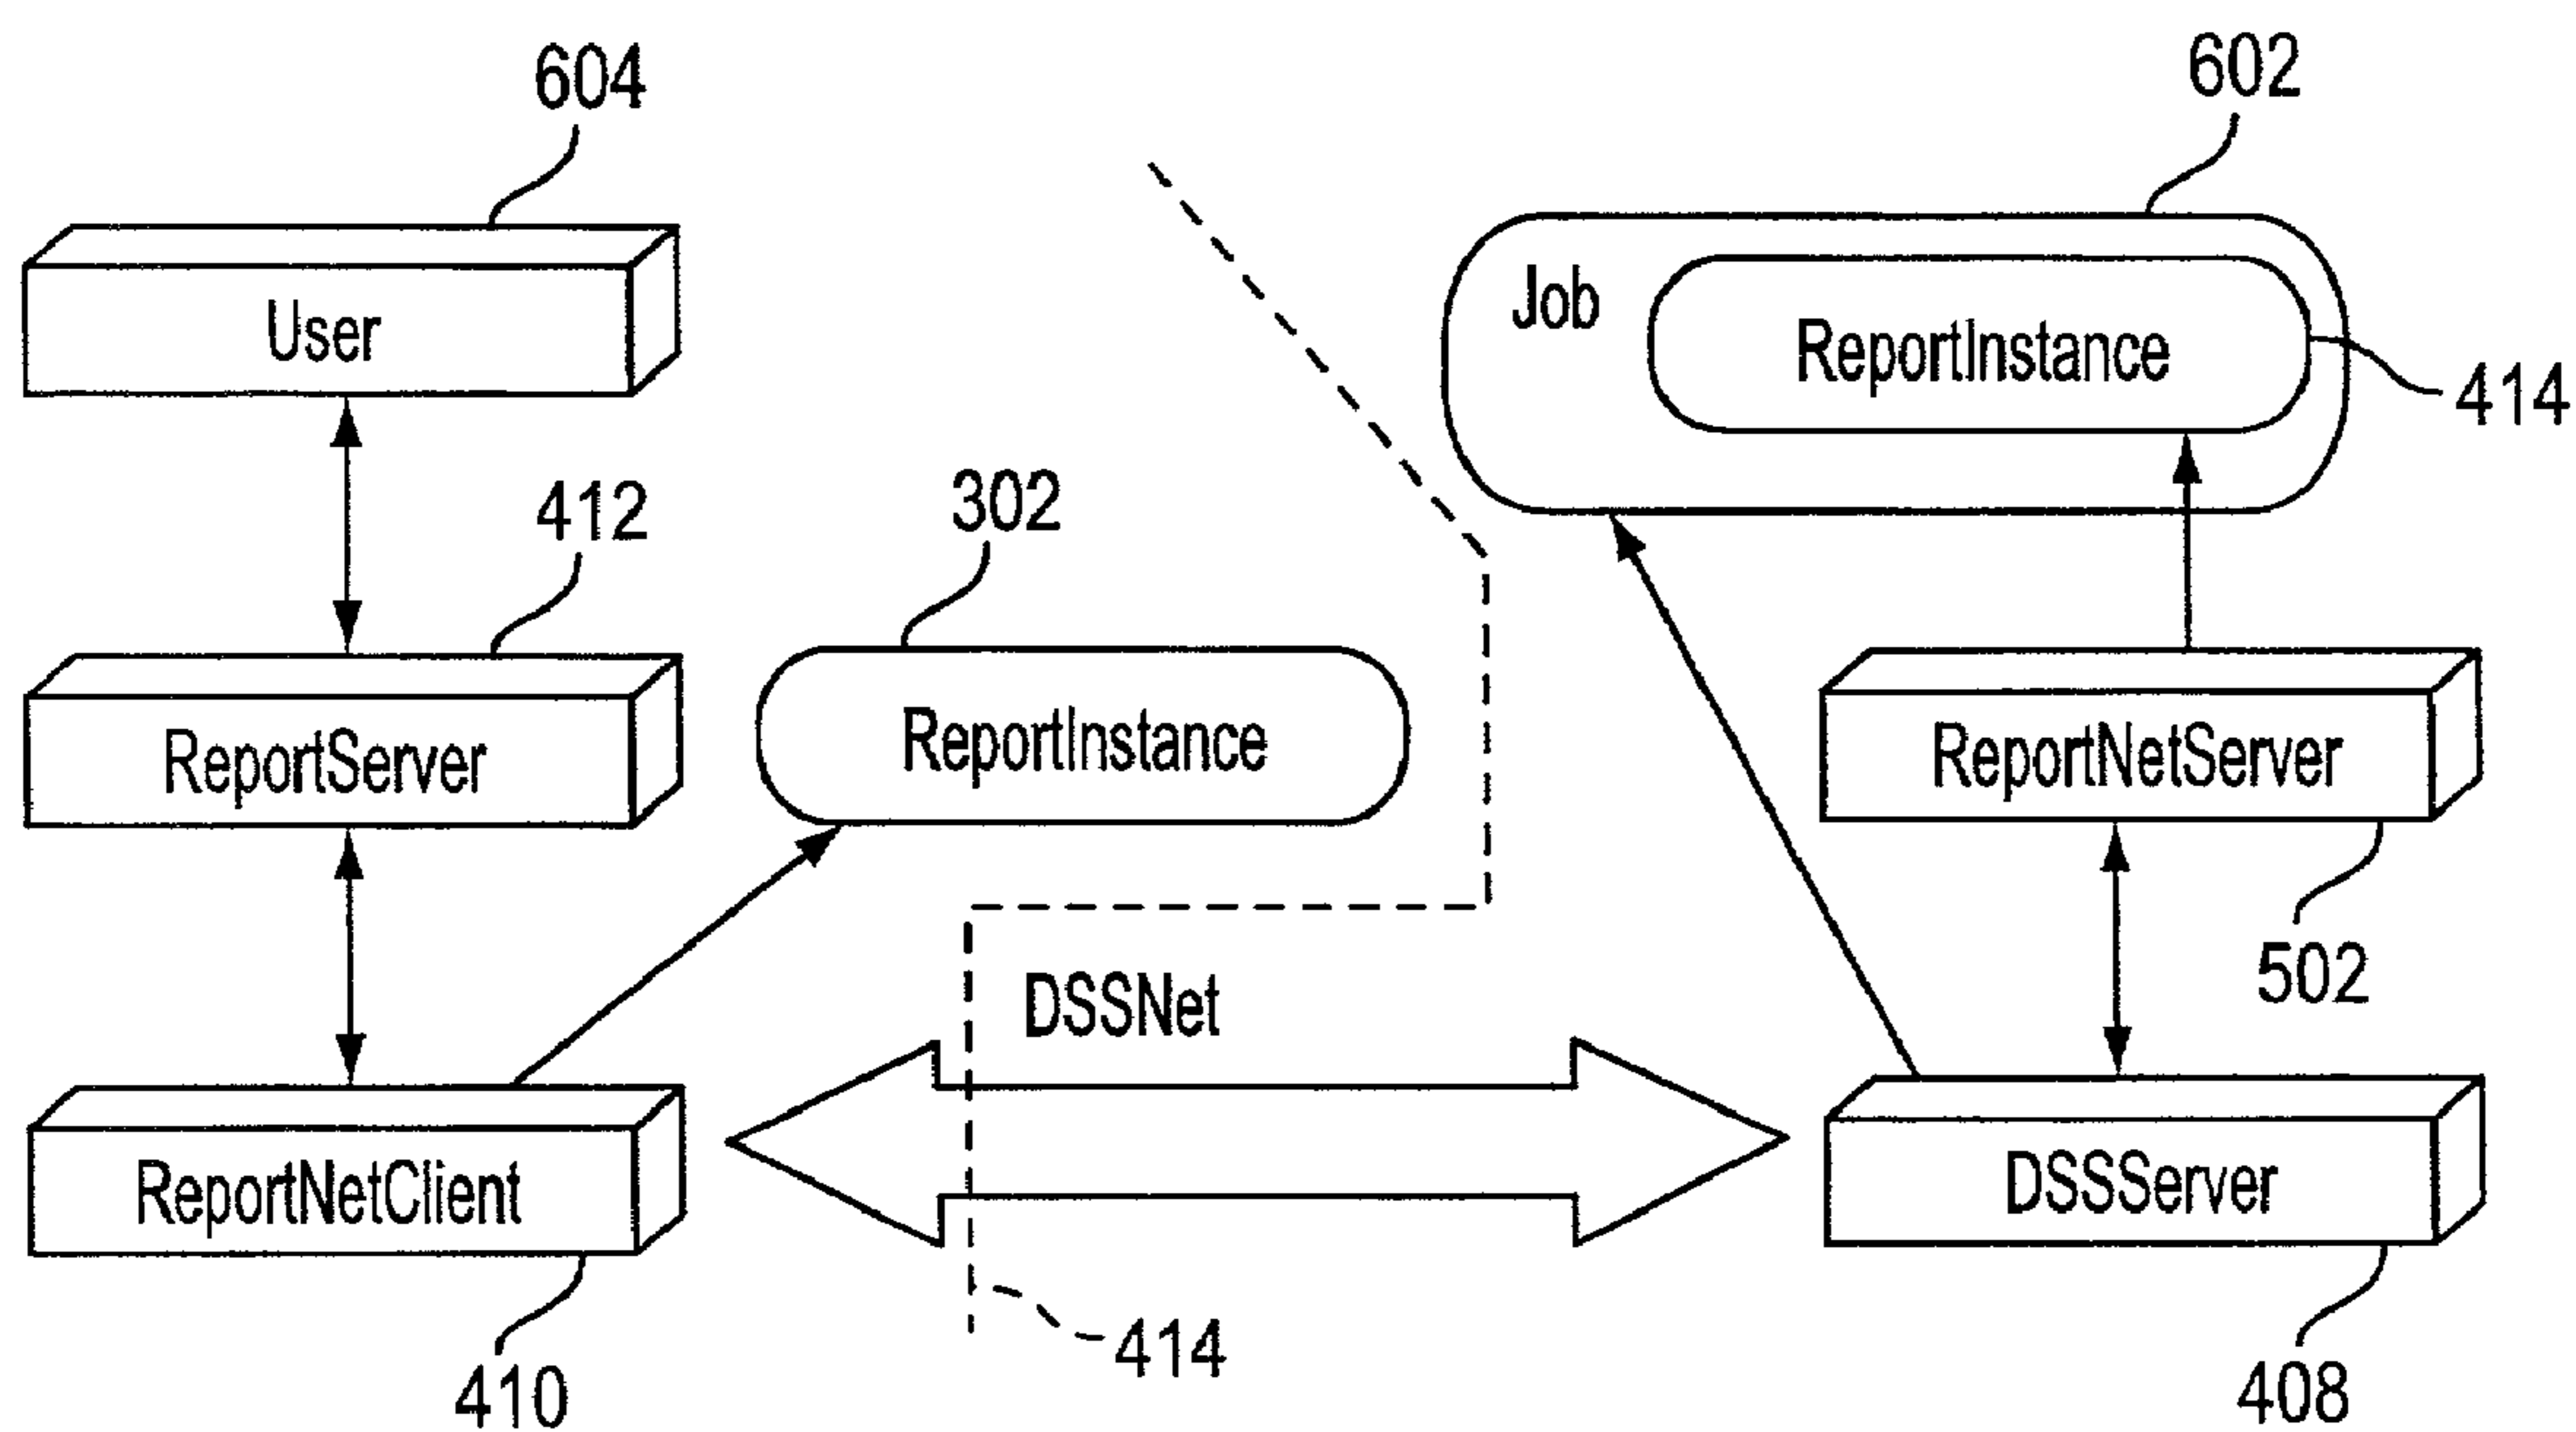 604
602
User
Job
ReportInstance
414
412
302
ReportServer
ReportInstance
ReportNetServer
502
DSSNet
ReportNetClient
DSSServer
414
410
408